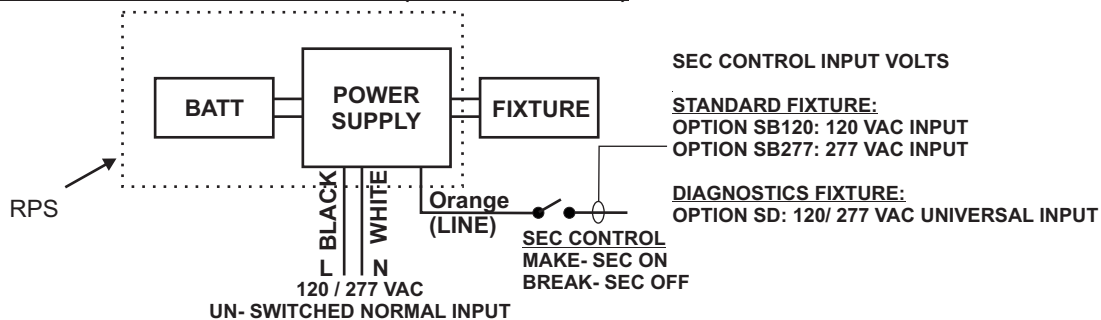 BATT
POWER
SUPPLY
FIXTURE
RPS
BLACK
WHITE
L
N
120 / 277 VAC
UN- SWITCHED NORMAL INPUT
Orange
(LINE)
SEC CONTROL
MAKE- SEC ON
BREAK- SEC OFF
SEC CONTROL INPUT VOLTS
STANDARD FIXTURE:
OPTION SB120: 120 VAC INPUT
OPTION SB277: 277 VAC INPUT
DIAGNOSTICS FIXTURE:
OPTION SD: 120/ 277 VAC UNIVERSAL INPUT